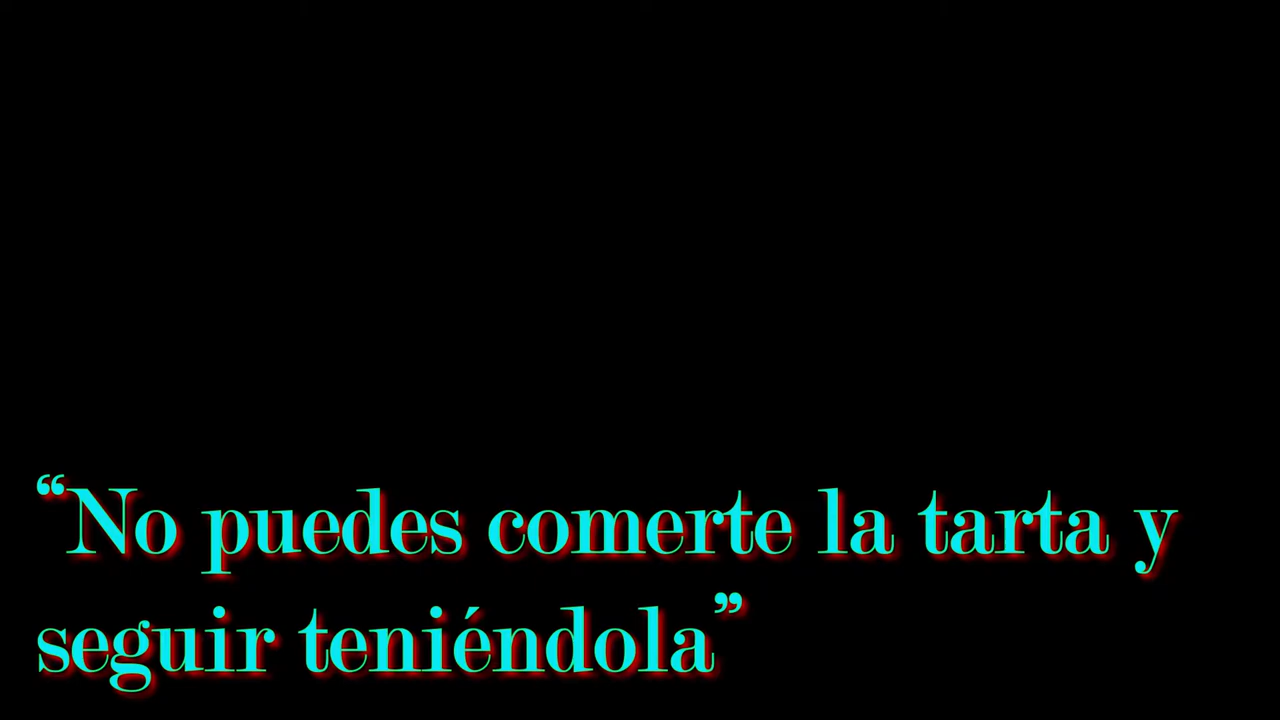 “No puedes comerte la tarta y
seguir teniéndola”